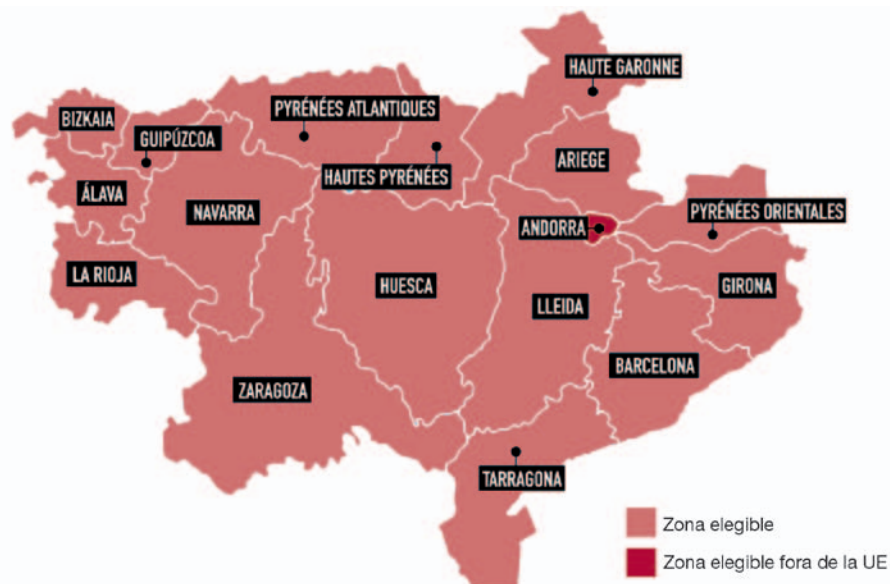 HAUTE GARONNE
PYRÉNÉES ATLANTIQUES
BIZKAIA
GUIPÚZCOA
ARIEGE
HAUTES PYRÉNÉES
ÁLAVA
NAVARRA
PYRÉNÉES ORIENTALES
ANDORRA
LA RIOJA
HUESCA
GIRONA
LLEIDA
BARCELONA
ZARAGOZA
TARRAGONA
Zona elegible
Zona elegible fora de la UE